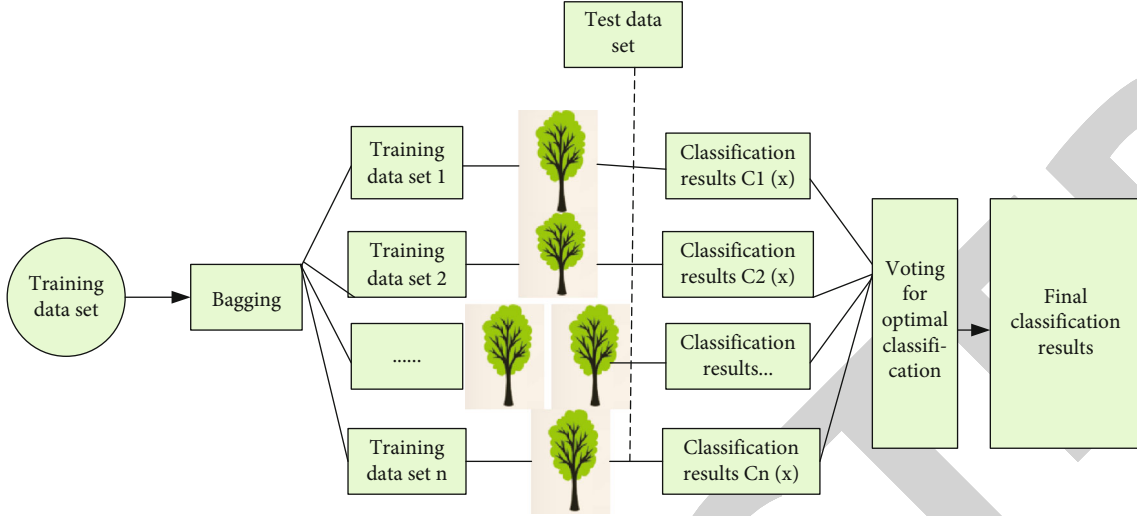 Test data
set
Training
data set
Bagging
Training
data set 1
Training
data set 2
......
Training
data set n
Classification
results C1 (x)
Classification
results C2 (x)
Classification
results...
Classification
results Cn (x)
Voting
for
optimal
classifi-
cation
Final
classification
results